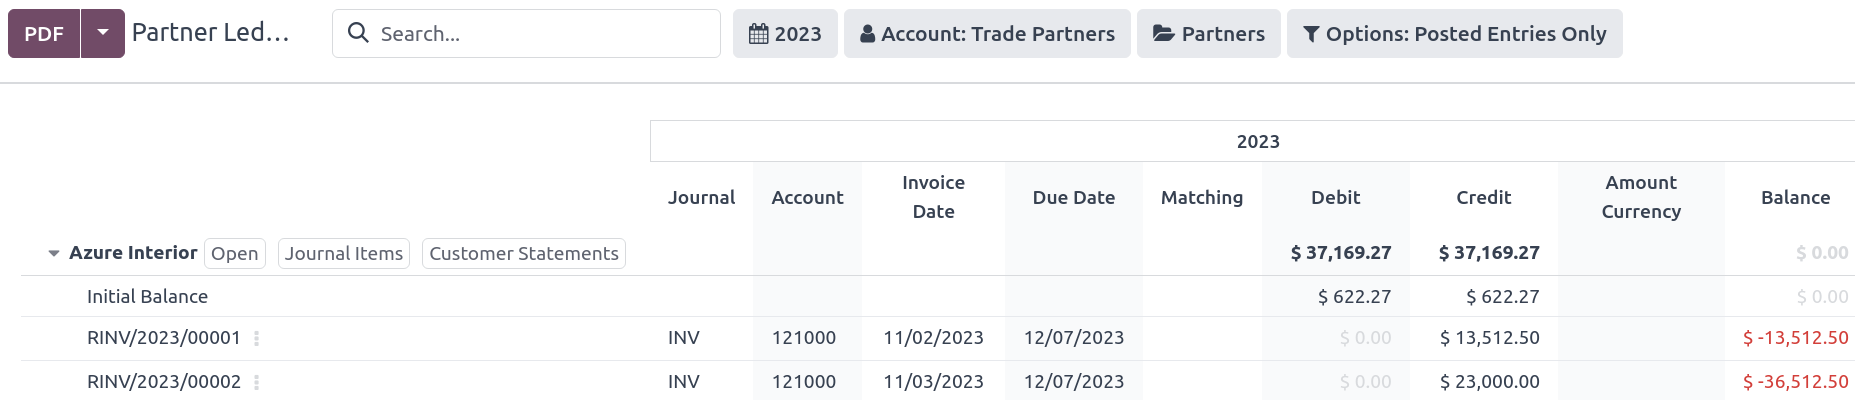 PDF Partner Led... Search... 2023 Account: Trade Partners Partners Options: Posted Entries Only
2023
Journal Account Invoice Date Due Date Matching Debit Credit Amount Currency Balance
Azure Interior Open Journal Items Customer Statements $ 37,169.27 $ 37,169.27 $ 0.00
Initial Balance $ 622.27 $ 622.27 $ 0.00
RINV/2023/00001 INV 121000 11/02/2023 12/07/2023 $ 0.00 $ 13,512.50 $ -13,512.50
RINV/2023/00002 INV 121000 11/03/2023 12/07/2023 $ 0.00 $ 23,000.00 $ -36,512.50